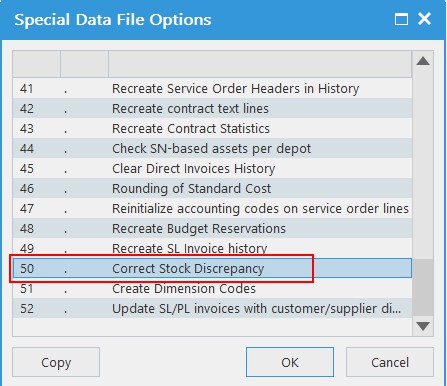 Special Data File Options
41 . Recreate Service Order Headers in History
42 . Recreate contract text lines
43 . Recreate Contract Statistics
44 . Check SN-based assets per depot
45 . Clear Direct Invoices History
46 . Rounding of Standard Cost
47 . Reinitialize accounting codes on service order lines
48 . Recreate Budget Reservations
49 . Recreate SL Invoice history
50 . Correct Stock Discrepancy
51 . Create Dimension Codes
52 . Update SL/PL invoices with customer/supplier di...
Copy OK Cancel